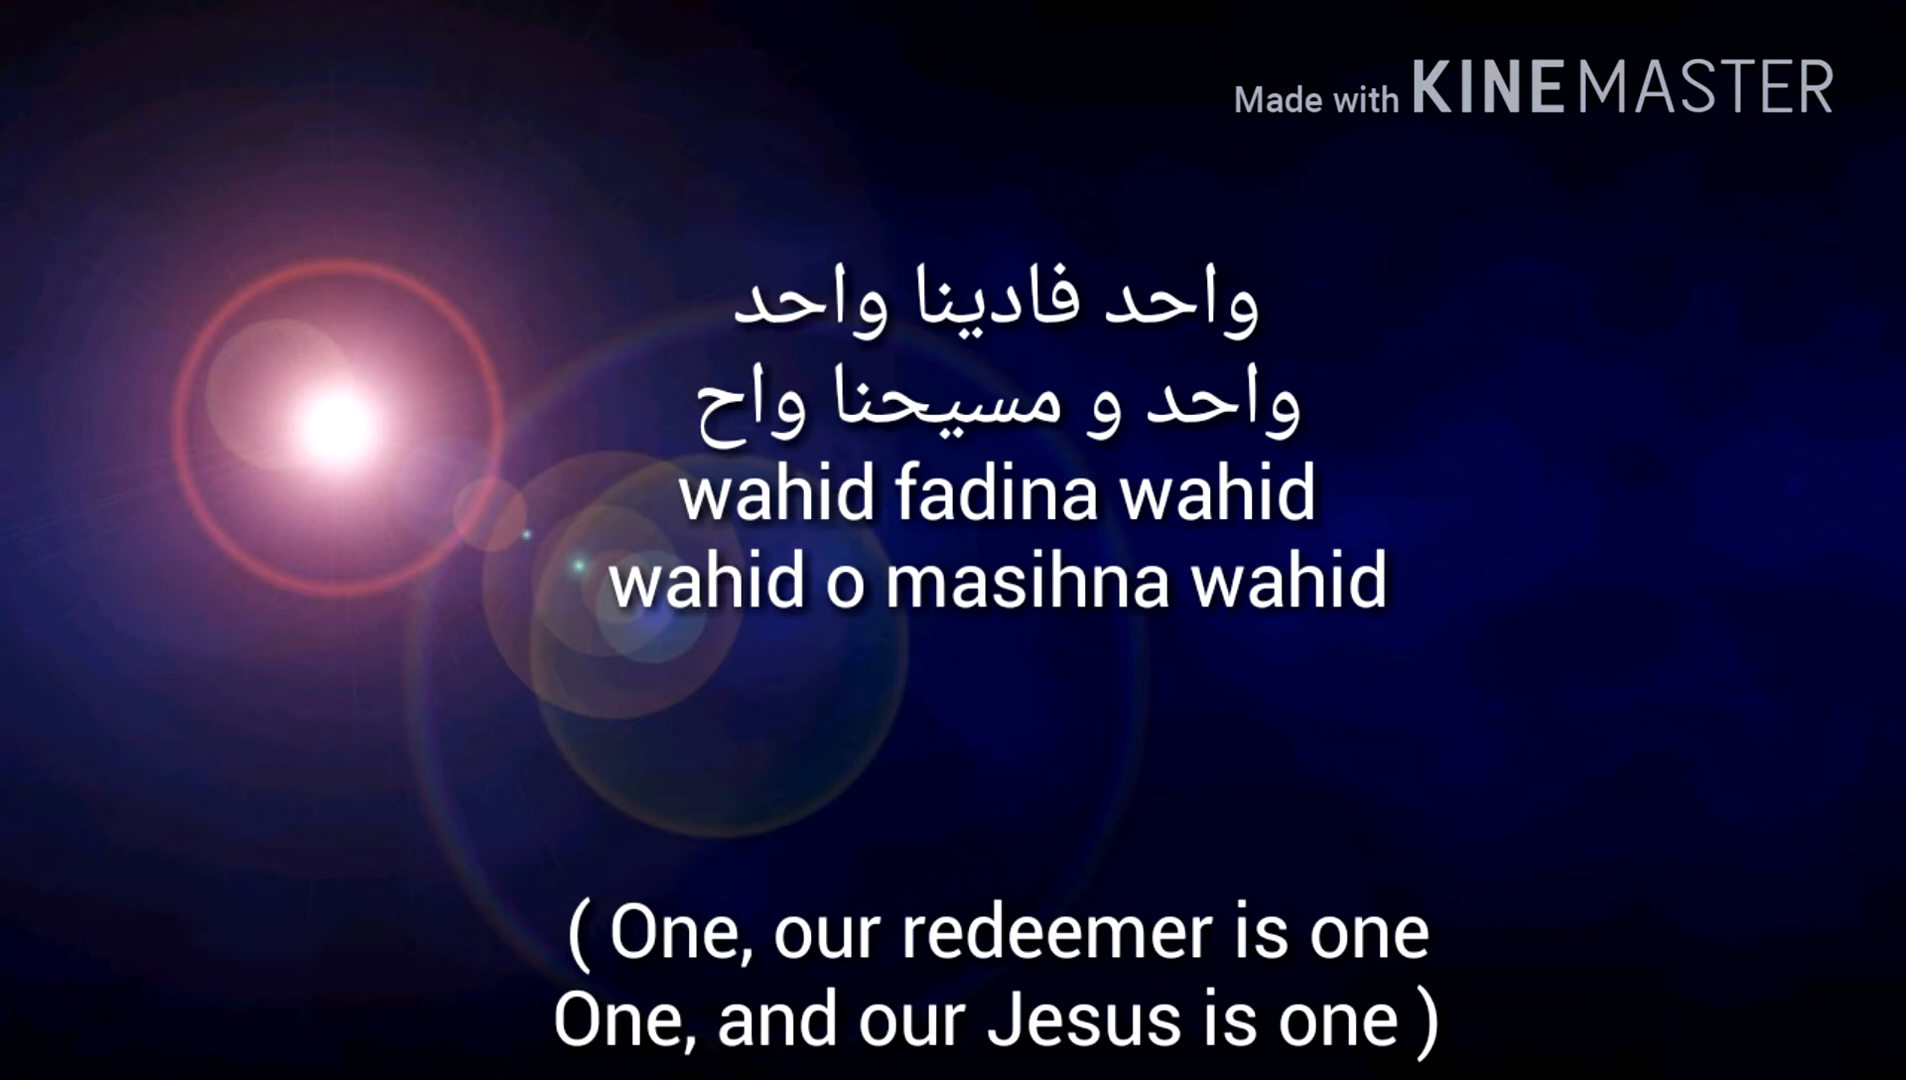 Made with KINEMASTER
واحد فادينا واحد
واحد و مسيحنا واح
wahid fadina wahid
wahid o masihna wahid
( One, our redeemer is one
One, and our Jesus is one )